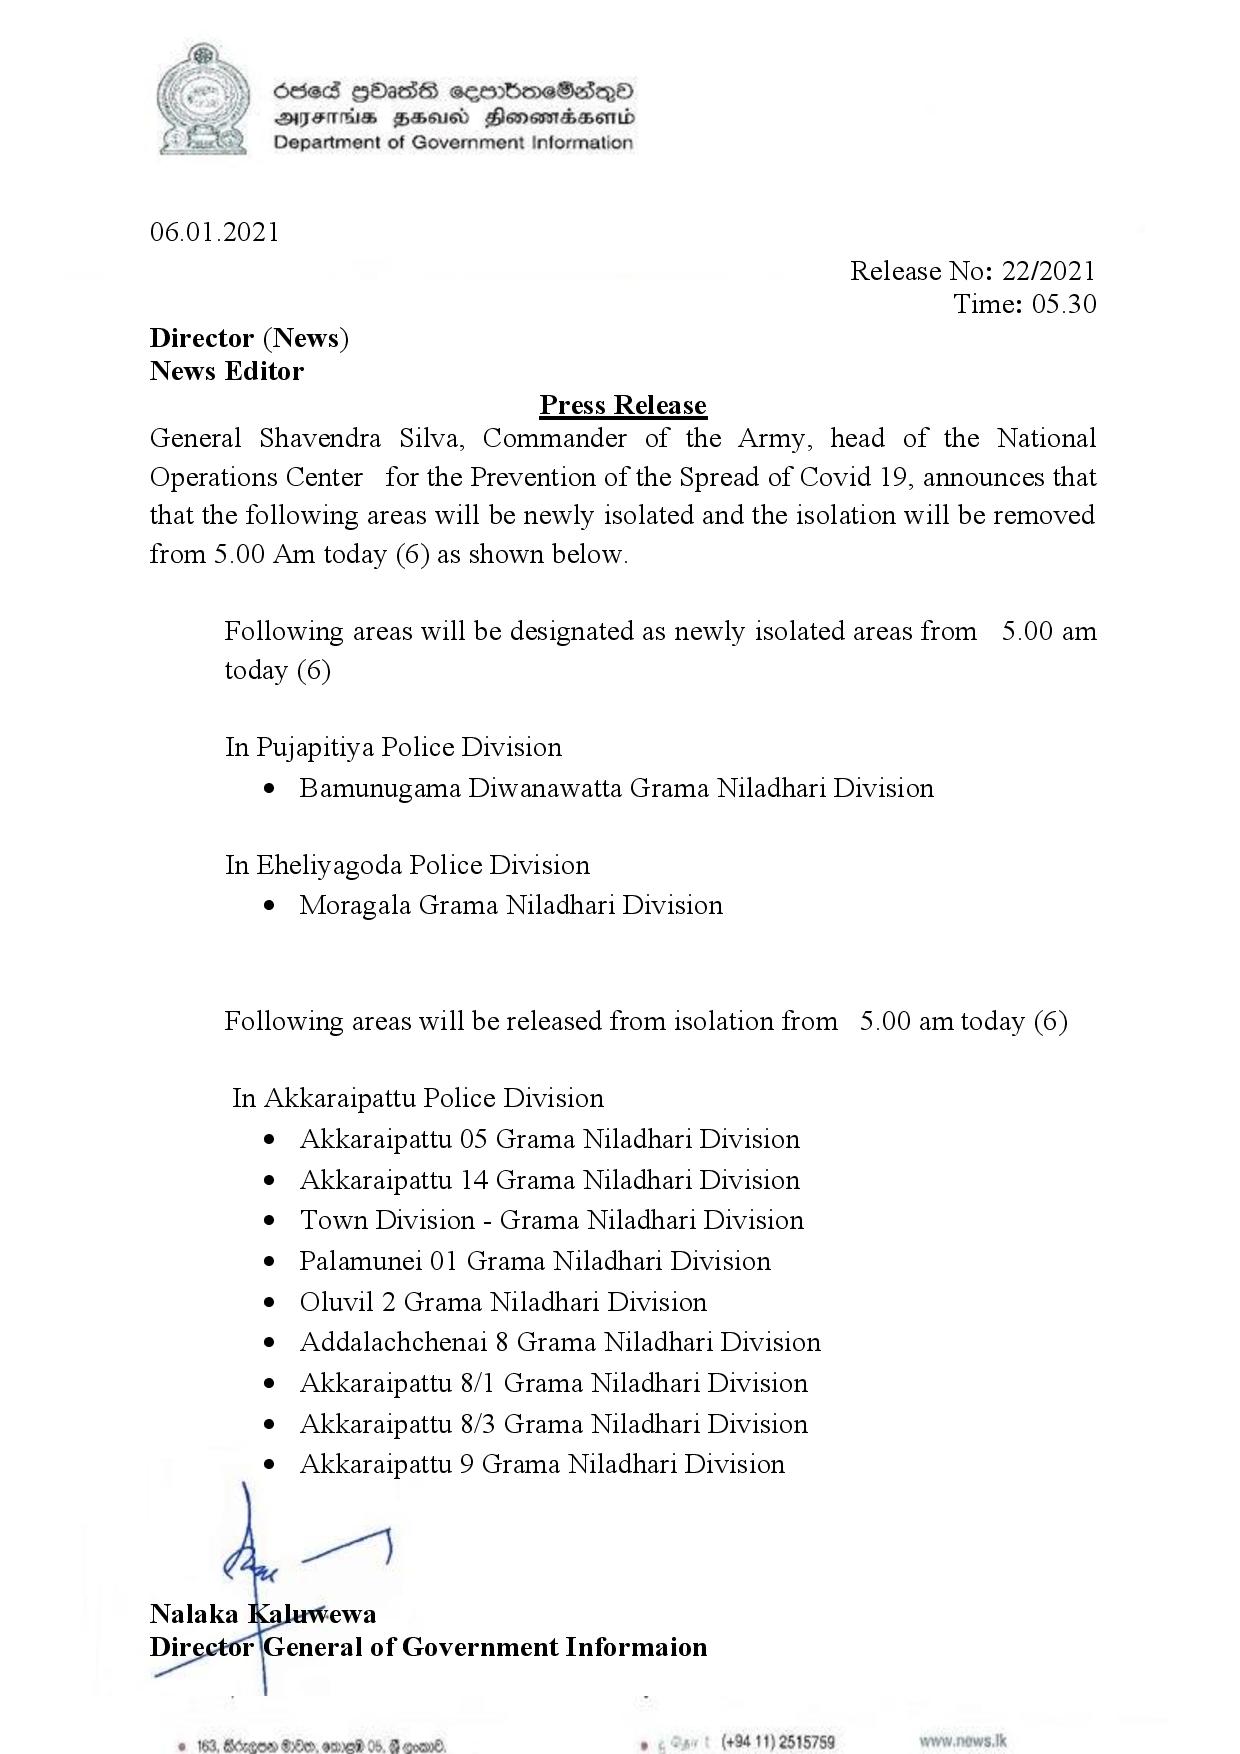 රජයේ ප්‍රවෘත්ති දෙපාර්තමේන්තුව
அரசாங்க தகவல் திணைக்களம்
Department of Government Information
06.01.2021
Release No: 22/2021
Time: 05.30
Director (News)
News Editor
Press Release
General Shavendra Silva, Commander of the Army, head of the National
Operations Center for the Prevention of the Spread of Covid 19, announces that
that the following areas will be newly isolated and the isolation will be removed
from 5.00 Am today (6) as shown below.
Following areas will be designated as newly isolated areas from 5.00 am
today (6)
In Pujapitiya Police Division
• Bamunugama Diwanawatta Grama Niladhari Division
In Eheliyagoda Police Division
• Moragala Grama Niladhari Division
Following areas will be released from isolation from 5.00 am today (6)
In Akkaraipattu Police Division
• Akkaraipattu 05 Grama Niladhari Division
• Akkaraipattu 14 Grama Niladhari Division
• Town Division - Grama Niladhari Division
• Palamunei 01 Grama Niladhari Division
• Oluvil 2 Grama Niladhari Division
• Addalachchenai 8 Grama Niladhari Division
• Akkaraipattu 8/1 Grama Niladhari Division
• Akkaraipattu 8/3 Grama Niladhari Division
• Akkaraipattu 9 Grama Niladhari Division
Nalaka Kaluwewa
Director General of Government Informaion
• 163, කිරුලපන මාවත, කොළඹ 05, ශ්‍රී ලංකාව.
• (+94 11) 2515759
www.news.lk